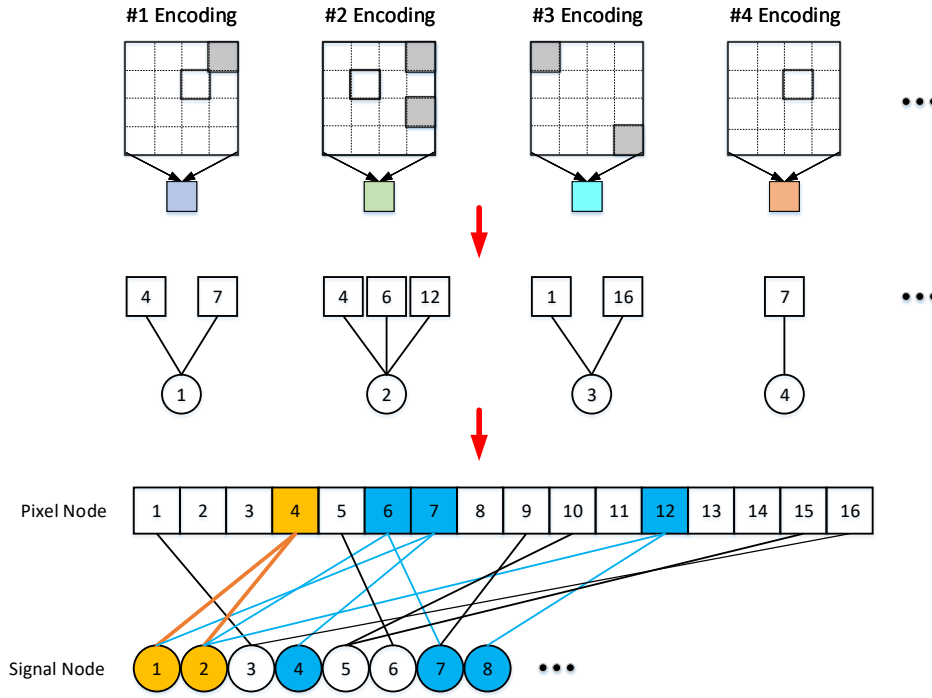 #1 Encoding #2 Encoding #3 Encoding #4 Encoding
•••
4 7 4 6 12 1 16 7
•••
1 2 3 4
Pixel Node 1 2 3 4 5 6 7 8 9 10 11 12 13 14 15 16
Signal Node 1 2 3 4 5 6 7 8 •••